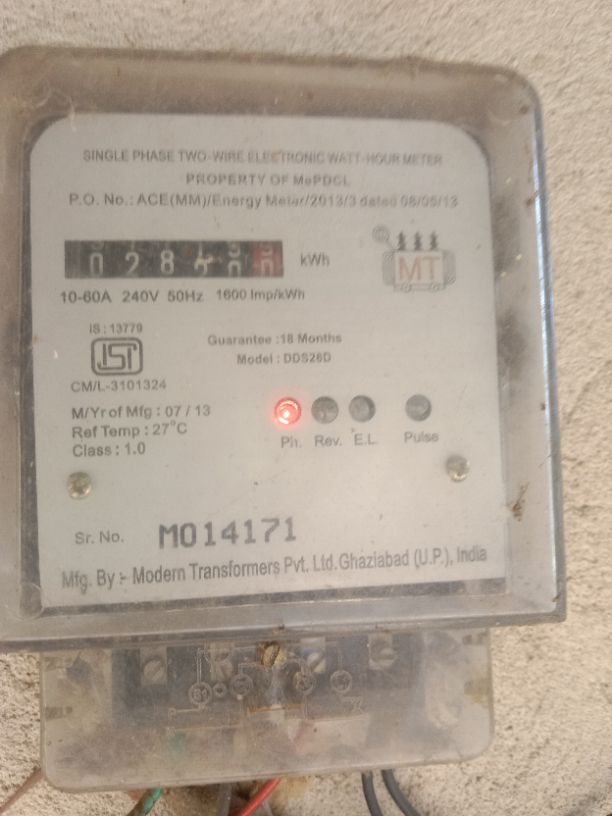 SINGLE PHASE TWO-WIRE ELECTRONIC WATT-HOUR METER
PROPERTY OF MePDCL
P.O. No.: ACE(MM)/Energy Meter/2013/3 dated 08/05/13
028 kWh
MT
10-60A 240V 50Hz 1600 Imp/kWh
IS : 13779
ISI
CM/L-3101324
Guarantee :18 Months
Model : DDS26D
M/Yr of Mfg : 07 / 13
Ref Temp : 27°C
Class : 1.0
Ph. Rev. E.L. Pulse
Sr. No. M014171
Mfg. By :- Modern Transformers Pvt. Ltd.Ghaziabad (U.P.), India